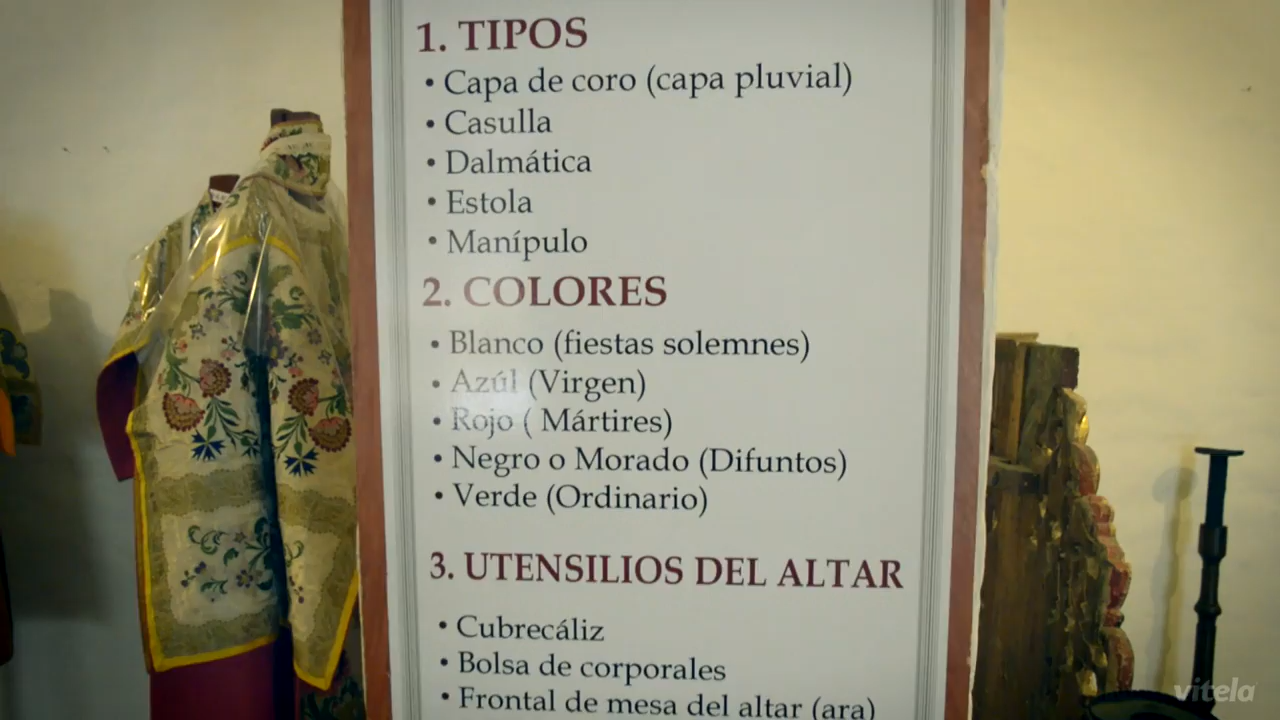 1. TIPOS
• Capa de coro (capa pluvial)
• Casulla
• Dalmática
• Estola
• Manípulo
2. COLORES
• Blanco (fiestas solemnes)
• Azúl (Virgen)
• Rojo ( Mártires)
• Negro o Morado (Difuntos)
• Verde (Ordinario)
3. UTENSILIOS DEL ALTAR
• Cubrecáliz
• Bolsa de corporales
• Frontal de mesa del altar (ara)
vitela